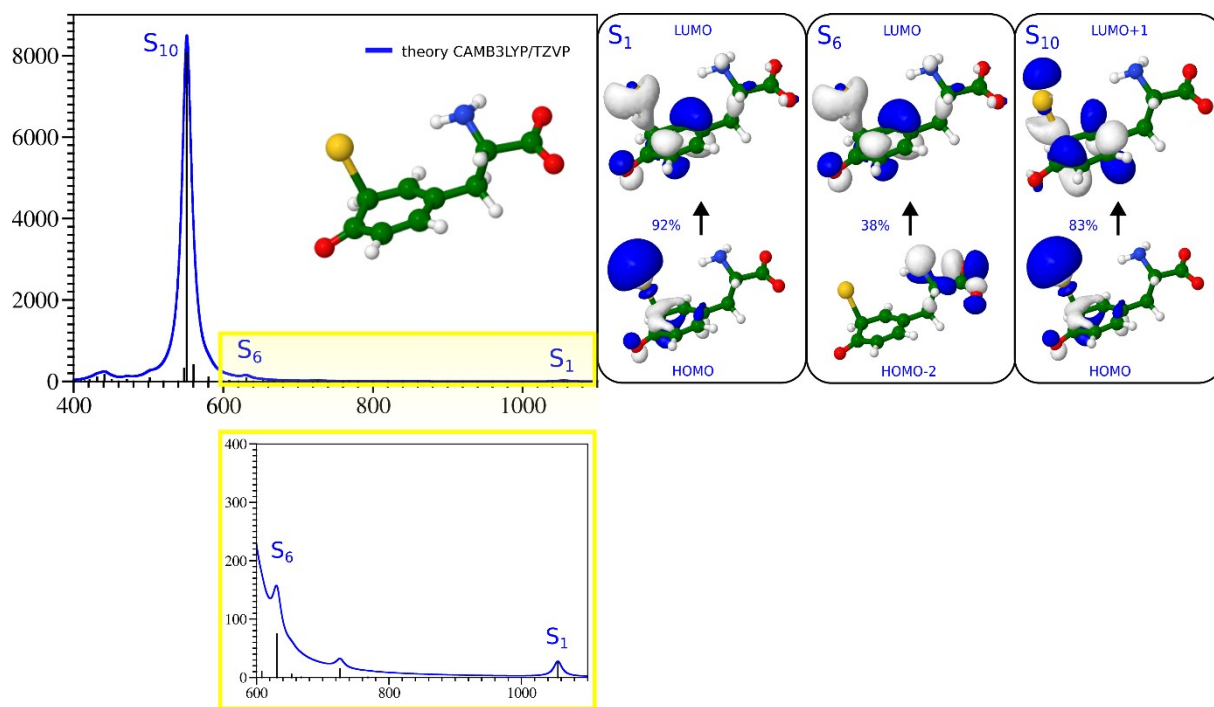 8000
6000
4000
2000
0
400
600
800
1000
S10
theory CAMB3LYP/TZVP
S6
S1
S1
LUMO
92%
HOMO
S6
LUMO
38%
HOMO-2
S10
LUMO+1
83%
HOMO
400
300
200
100
0
600
800
1000
S6
S1